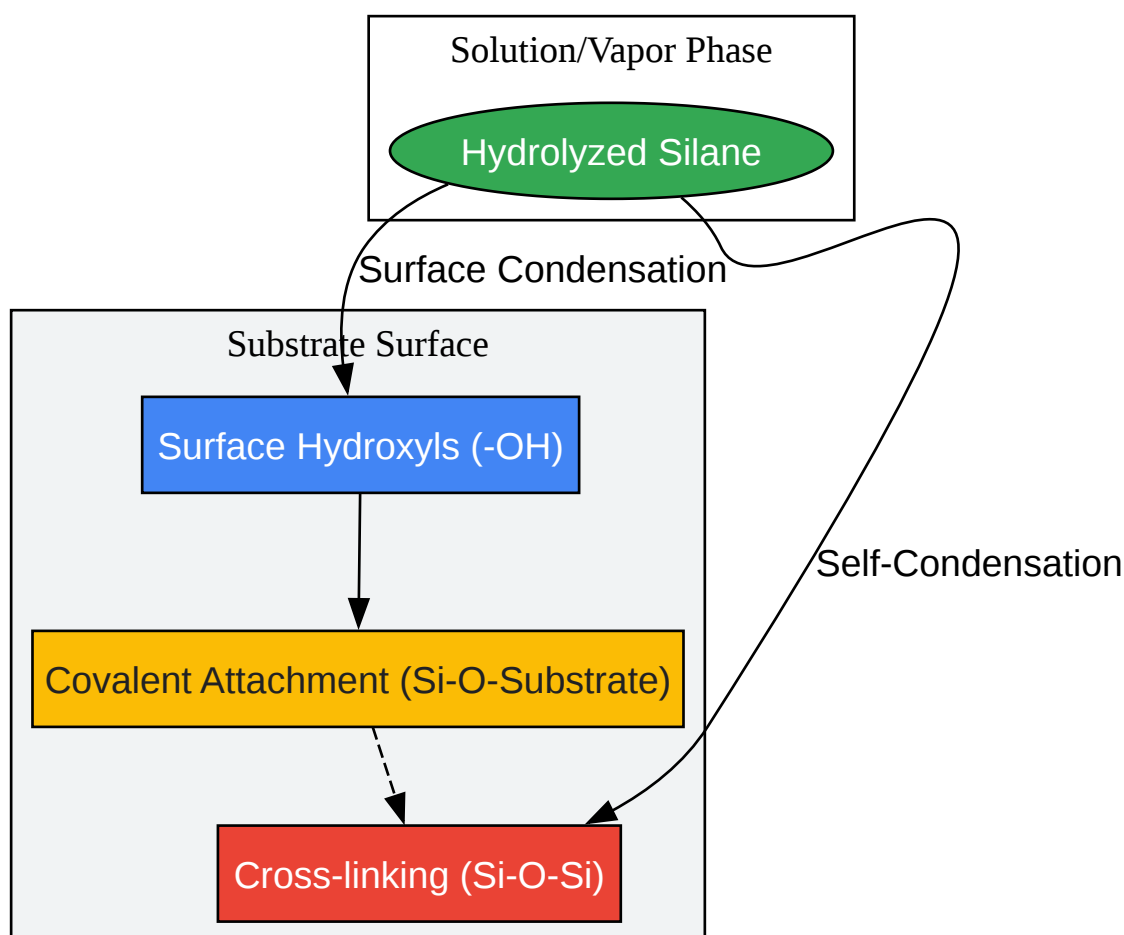 Solution/Vapor Phase
Hydrolyzed Silane
Surface Condensation
Substrate Surface
Surface Hydroxyls (-OH)
Self-Condensation
Covalent Attachment (Si-O-Substrate)
Cross-linking (Si-O-Si)